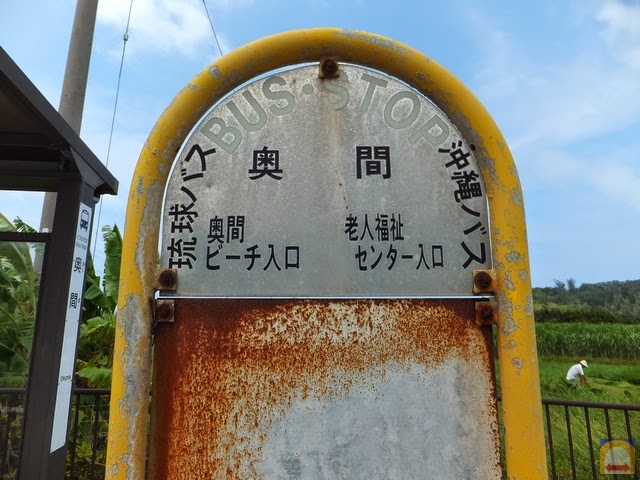 BUS・STOP
琉球バス
沖縄バス
奥間
奥間
ビーチ入口
老人福祉
センター入口
奥間
Okuma